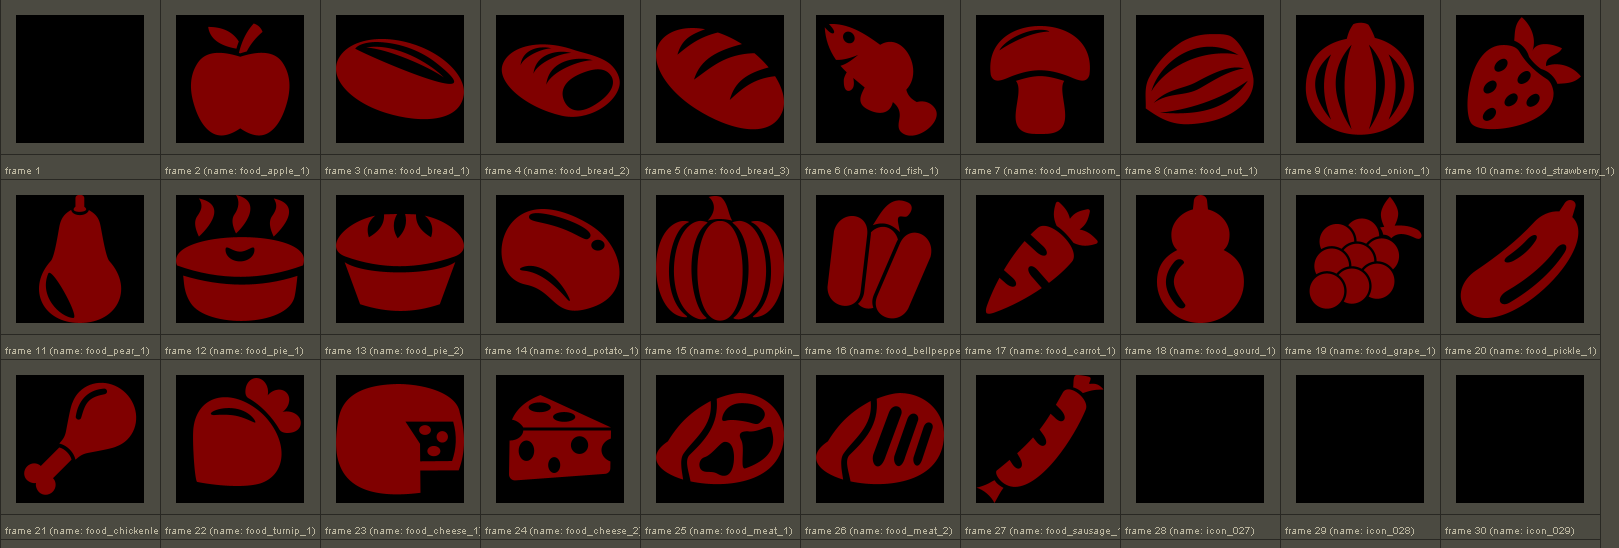 frame 1
frame 2 (name: food_apple_1)
frame 3 (name: food_bread_1)
frame 4 (name: food_bread_2)
frame 5 (name: food_bread_3)
frame 6 (name: food_fish_1)
frame 7 (name: food_mushroom_
frame 8 (name: food_nut_1)
frame 9 (name: food_onion_1)
frame 10 (name: food_strawberry_1)
frame 11 (name: food_pear_1)
frame 12 (name: food_pie_1)
frame 13 (name: food_pie_2)
frame 14 (name: food_potato_1)
frame 15 (name: food_pumpkin_
frame 16 (name: food_bellpeppe
frame 17 (name: food_carrot_1)
frame 18 (name: food_gourd_1)
frame 19 (name: food_grape_1)
frame 20 (name: food_pickle_1)
frame 21 (name: food_chickenle
frame 22 (name: food_turnip_1)
frame 23 (name: food_cheese_1)
frame 24 (name: food_cheese_2)
frame 25 (name: food_meat_1)
frame 26 (name: food_meat_2)
frame 27 (name: food_sausage_
frame 28 (name: icon_027)
frame 29 (name: icon_028)
frame 30 (name: icon_029)